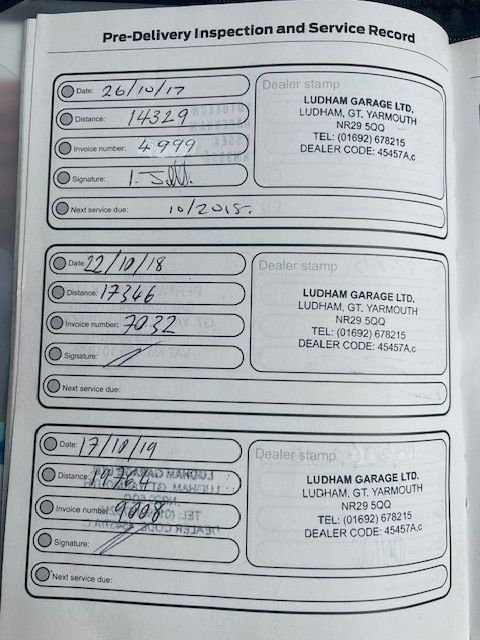 Pre-Delivery Inspection and Service Record
Date: 26/10/17
Distance: 14329
Invoice number: 4999
Signature:
Next service due: 10/2018.
Dealer stamp
LUDHAM GARAGE LTD,
LUDHAM, GT. YARMOUTH
NR29 5QQ
TEL: (01692) 678215
DEALER CODE: 45457A,c
Date: 22/10/18
Distance: 17346
Invoice number: 7032
Signature:
Next service due:
Dealer stamp
LUDHAM GARAGE LTD.
LUDHAM, GT. YARMOUTH
NR29 5QQ
TEL: (01692) 678215
DEALER CODE: 45457A,c
Date: 17/10/19
Distance:
Invoice number: 9008
Signature:
Next service due:
Dealer stamp
LUDHAM GARAGE LTD.
LUDHAM, GT. YARMOUTH
NR29 5QQ
TEL: (01692) 678215
DEALER CODE: 45457A,c